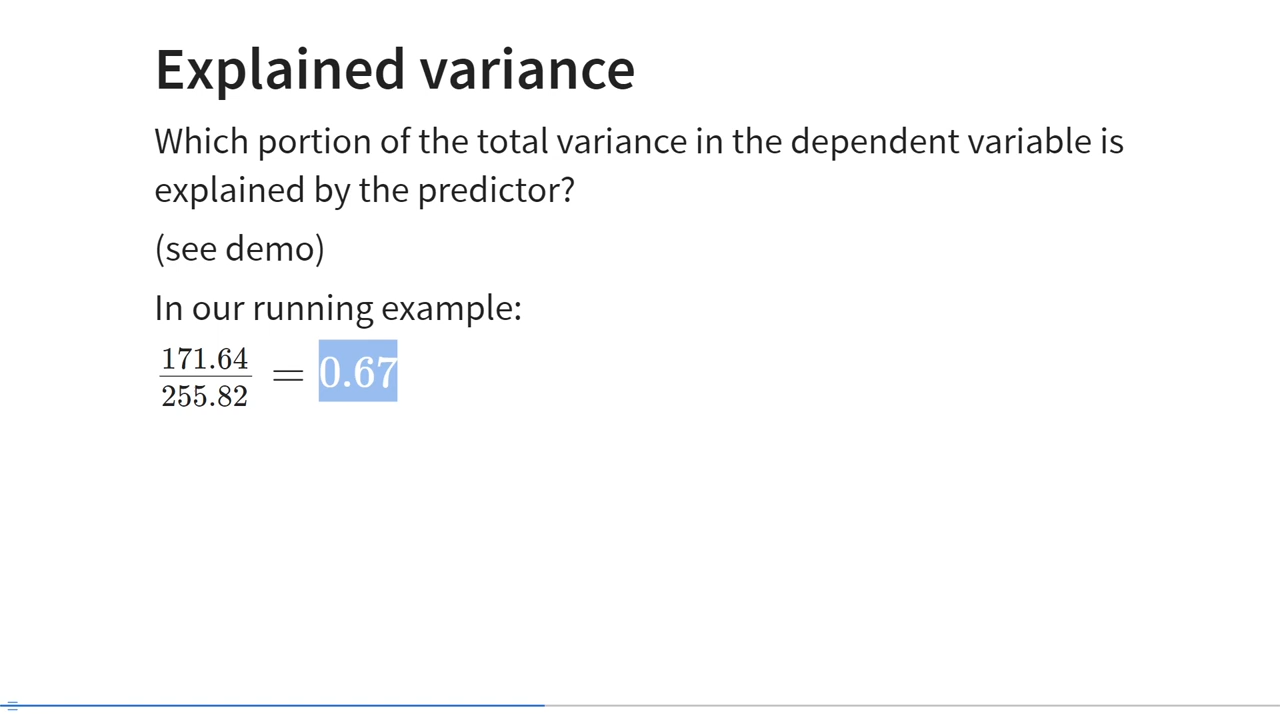 Explained variance
Which portion of the total variance in the dependent variable is
explained by the predictor?
(see demo)
In our running example:
171.64
255.82
= 0.67